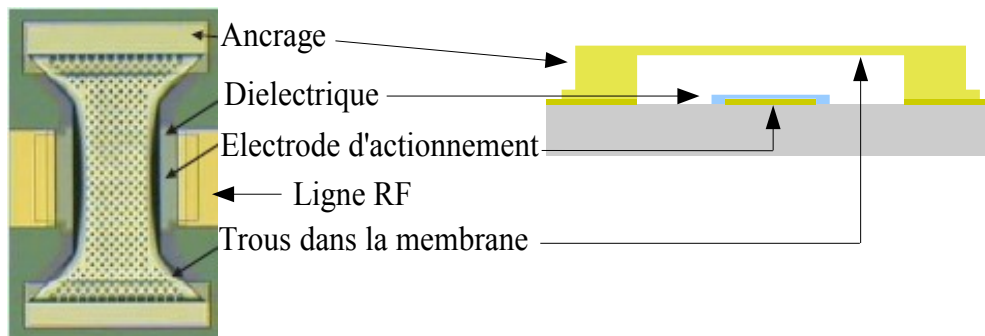 Ancrage
Dielectrique
Electrode d'actionnement
Ligne RF
Trous dans la membrane